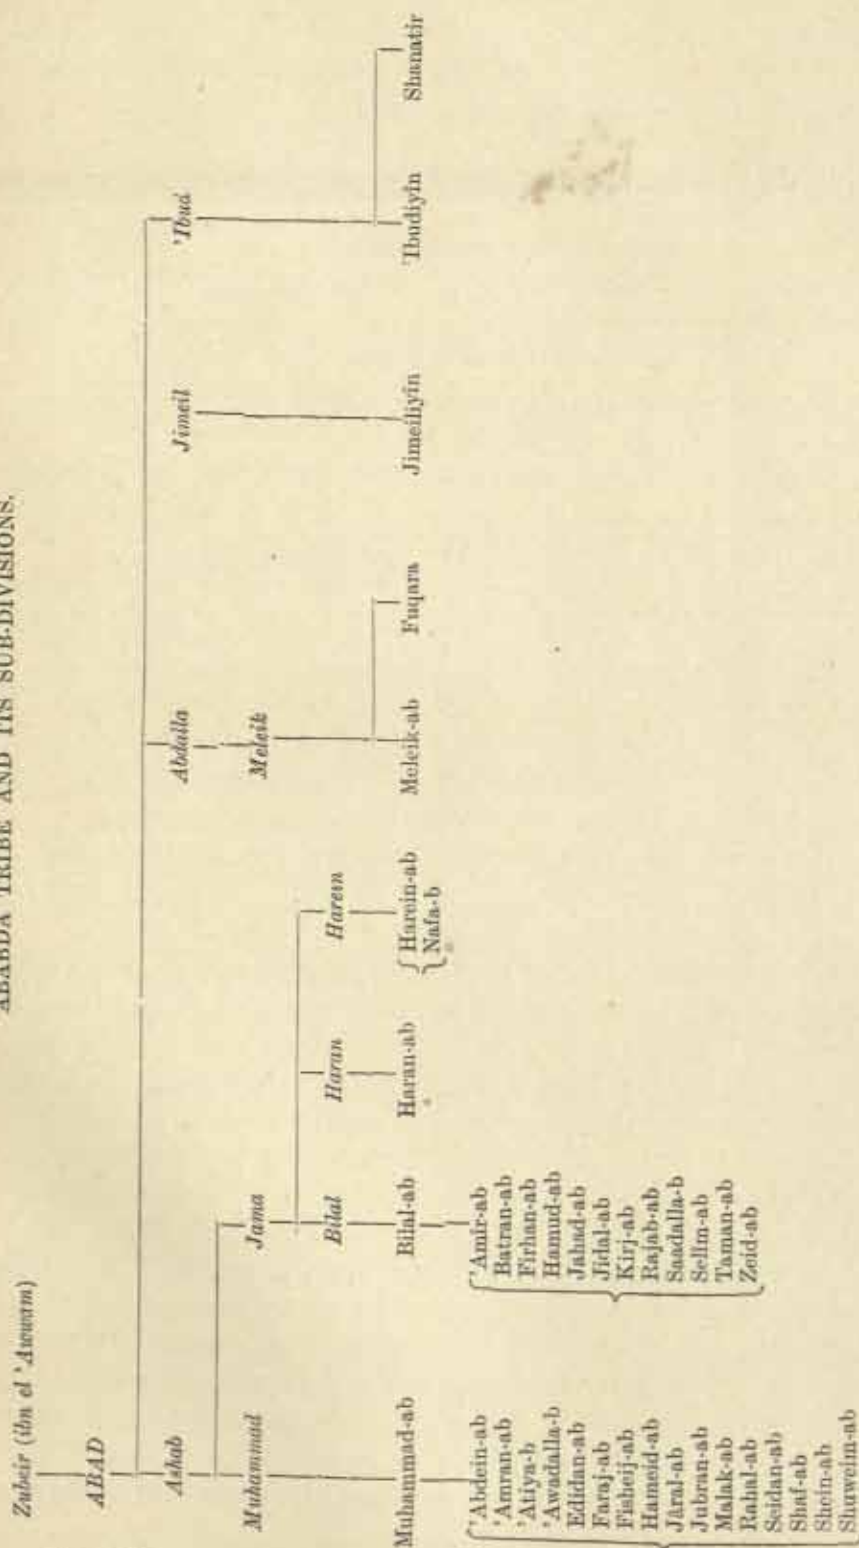 ABABDA TRIBE AND ITS SUB-DIVISIONS.
Zubeir (ibn el 'Awwam)
ABAD
Ashab
Abdalla
Jimeil
'Ibud
Muhammad
Jama
Meleik
Bilal
Haran
Harein
Muhammad-ab
Bilal-ab
Haran-ab
Harein-ab
Nafa-b
Meleik-ab
Fuqara
Jimeiliyin
'Ibudiyin
Shanatir
'Abdein-ab
'Amran-ab
'Atiya-b
'Awadalla-b
Edidan-ab
Faraj-ab
Fisheij-ab
Hameid-ab
Jaral-ab
Jubran-ab
Malak-ab
Rahal-ab
Seidan-ab
Shaf-ab
Shein-ab
Shuweim-ab
'Amir-ab
Batran-ab
Firhan-ab
Hamud-ab
Jahad-ab
Jidal-ab
Kirj-ab
Rajab-ab
Saadalla-b
Selim-ab
Taman-ab
Zeid-ab